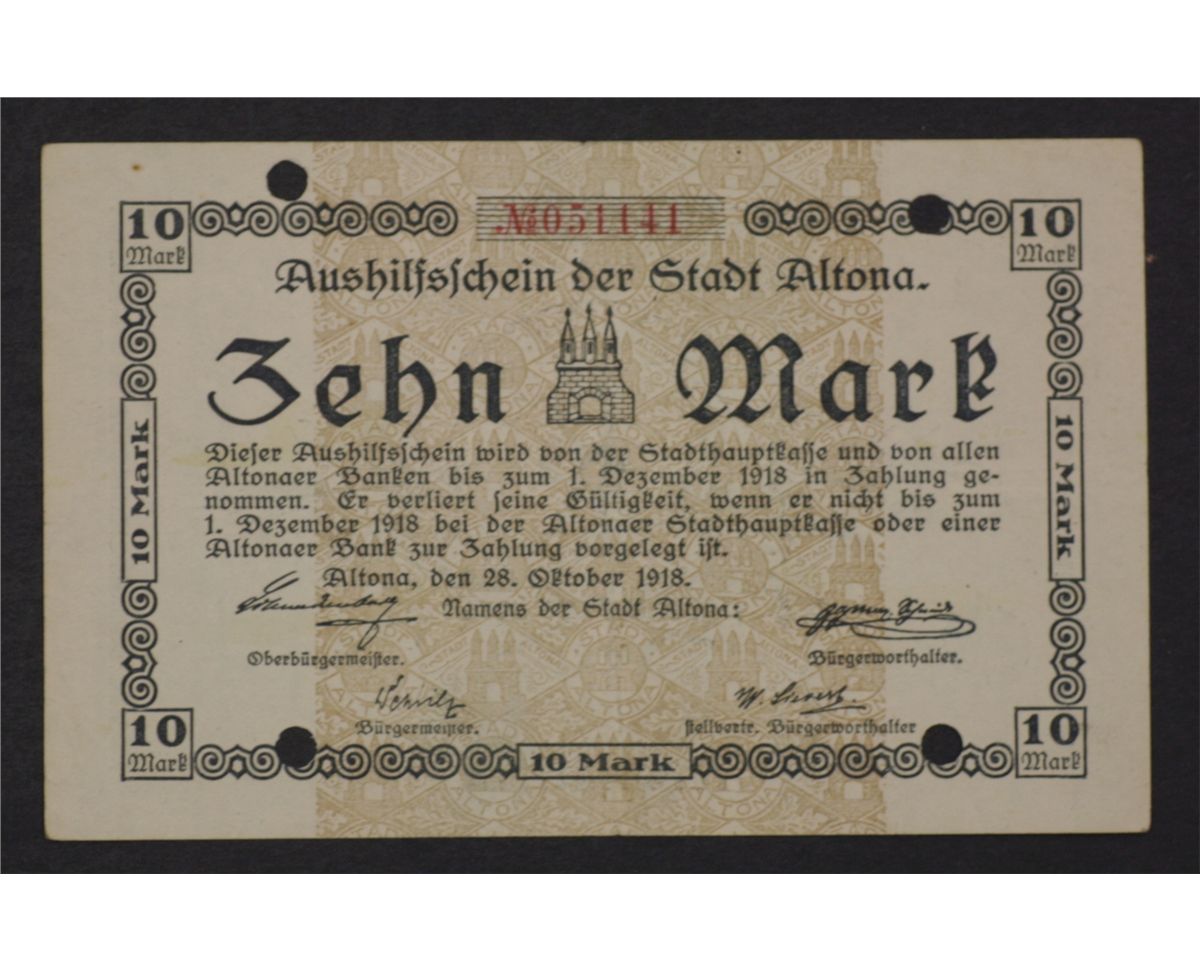 №051141
10 Mark
10 Mark
Aushilfsschein der Stadt Altona.
Zehn Mark
Dieser Aushilfsschein wird von der Stadthauptkasse und von allen
Altonaer Banken bis zum 1. Dezember 1918 in Zahlung ge-
nommen. Er verliert seine Gültigkeit, wenn er nicht bis zum
1. Dezember 1918 bei der Altonaer Stadthauptkasse oder einer
Altonaer Bank zur Zahlung vorgelegt ist.
Altona, den 28. Oktober 1918.
Namens der Stadt Altona:
Oberbürgermeister.
Bürgerworthalter.
W. Sievert
Bürgermeister.
stellvertr. Bürgerworthalter
10 Mark
10 Mark
10 Mark
10 Mark
10 Mark